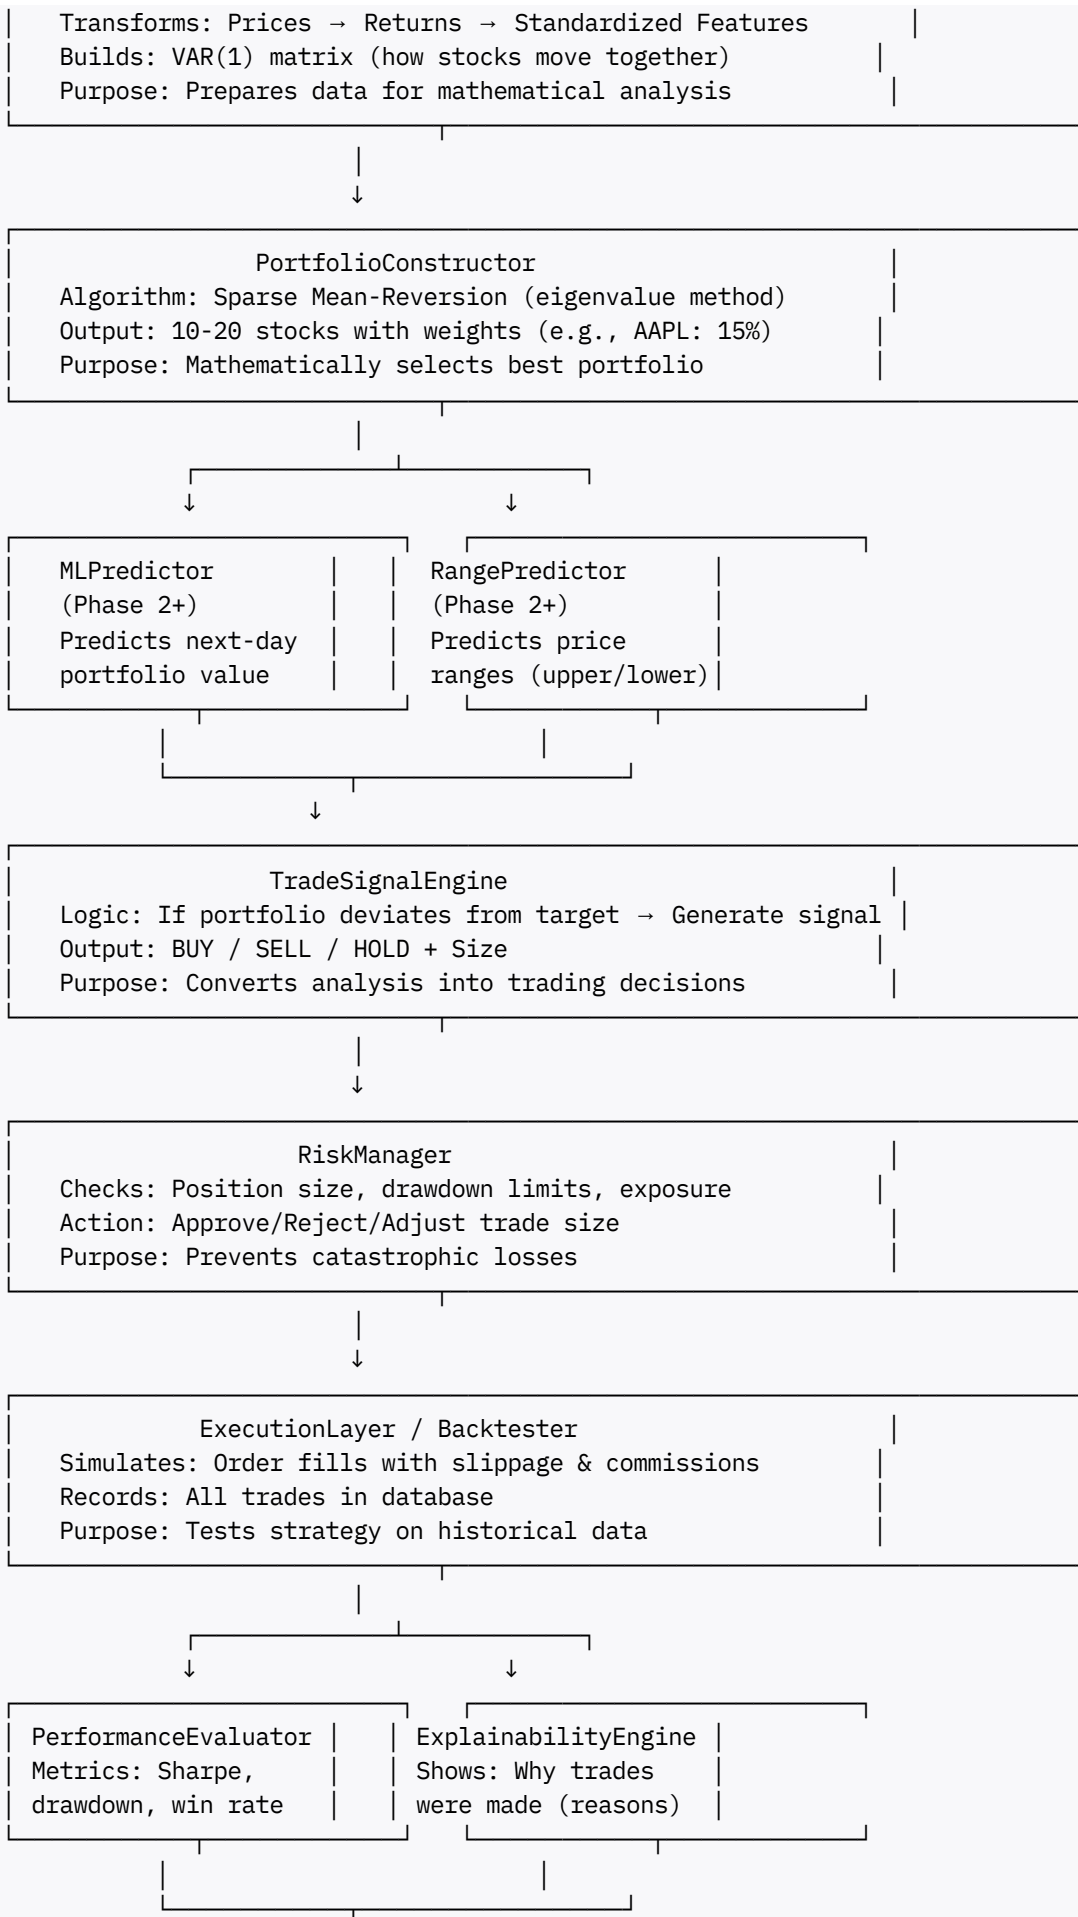 Transforms: Prices → Returns → Standardized Features
Builds: VAR(1) matrix (how stocks move together)
Purpose: Prepares data for mathematical analysis
PortfolioConstructor
Algorithm: Sparse Mean-Reversion (eigenvalue method)
Output: 10-20 stocks with weights (e.g., AAPL: 15%)
Purpose: Mathematically selects best portfolio
MLPredictor
(Phase 2+)
Predicts next-day
portfolio value
RangePredictor
(Phase 2+)
Predicts price
ranges (upper/lower)
TradeSignalEngine
Logic: If portfolio deviates from target → Generate signal
Output: BUY / SELL / HOLD + Size
Purpose: Converts analysis into trading decisions
RiskManager
Checks: Position size, drawdown limits, exposure
Action: Approve/Reject/Adjust trade size
Purpose: Prevents catastrophic losses
ExecutionLayer / Backtester
Simulates: Order fills with slippage & commissions
Records: All trades in database
Purpose: Tests strategy on historical data
PerformanceEvaluator
Metrics: Sharpe,
drawdown, win rate
ExplainabilityEngine
Shows: Why trades
were made (reasons)